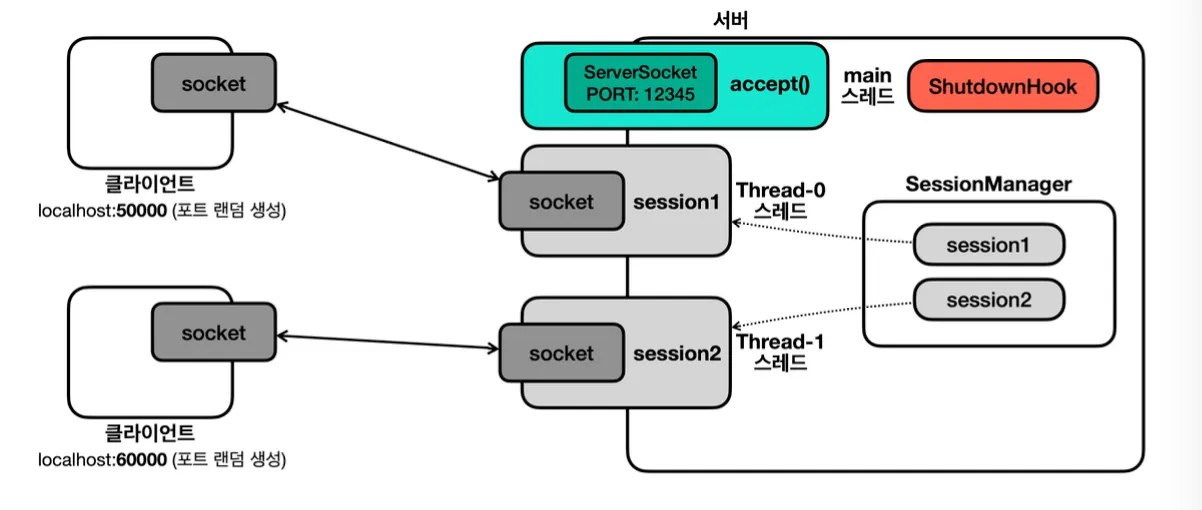 서버
socket
클라이언트
localhost:50000 (포트 랜덤 생성)
ServerSocket
PORT: 12345
accept()
main
스레드
ShutdownHook
socket
session1
Thread-0
스레드
SessionManager
session1
session2
socket
클라이언트
localhost:60000 (포트 랜덤 생성)
socket
session2
Thread-1
스레드